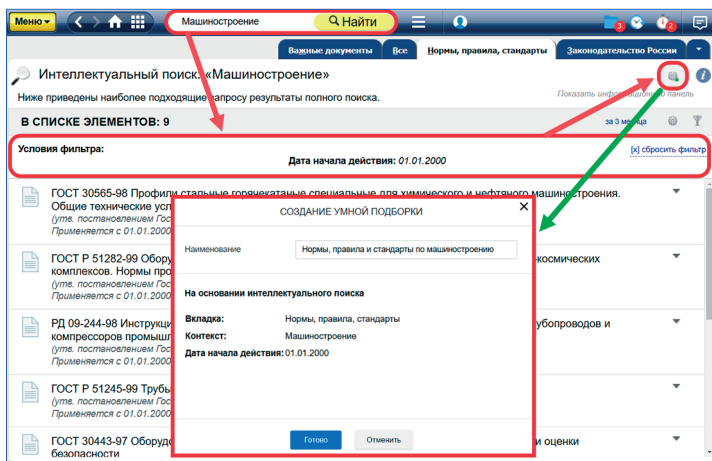 Меню
Машиностроение
Найти
3
2
Важные документы
Все
Нормы, правила, стандарты
Законодательство России
Интеллектуальный поиск: «Машиностроение»
Ниже приведены наиболее подходящие запросу результаты полного поиска.
Показать информационную панель
В СПИСКЕ ЭЛЕМЕНТОВ: 9
за 3 месяца
Условия фильтра:
Дата начала действия: 01.01.2000
[x] сбросить фильтр
ГОСТ 30565-98 Профили стальные горячекатаные специальные для химического и нефтяного машиностроения.
Общие технические усл
(утв. постановлением Гос
Применяется с 01.01.2000
ГОСТ Р 51282-99 Обору
-космических
комплексов. Нормы про
(утв. постановлением Гос
Применяется с 01.01.2000
РД 09-244-98 Инструкци
убопроводов и
компрессоров промышл
(утв. постановлением Гос
Применяется с 01.01.2000
ГОСТ Р 51245-99 Трубы
(утв. постановлением Гос
Применяется с 01.01.2000
ГОСТ 30443-97 Оборудо
и оценки
безопасности
СОЗДАНИЕ УМНОЙ ПОДБОРКИ
Наименование
Нормы, правила и стандарты по машиностроению
На основании интеллектуального поиска
Вкладка: Нормы, правила, стандарты
Контекст: Машиностроение
Дата начала действия: 01.01.2000
Готово
Отменить